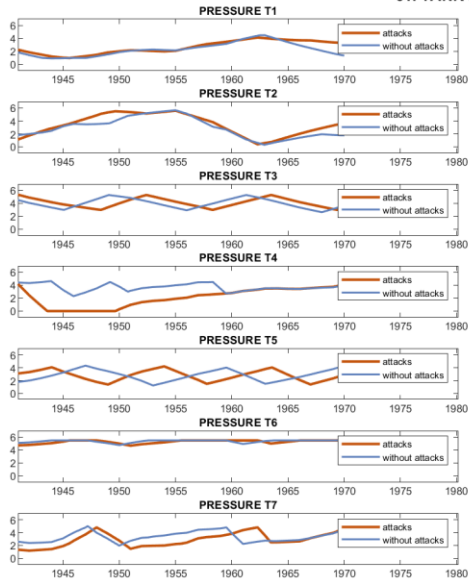 PRESSURE T1
6
4
2
0
attacks
without attacks
1945 1950 1955 1960 1965 1970 1975 1980
PRESSURE T2
6
4
2
0
attacks
without attacks
1945 1950 1955 1960 1965 1970 1975 1980
PRESSURE T3
6
4
2
0
attacks
without attacks
1945 1950 1955 1960 1965 1970 1975 1980
PRESSURE T4
6
4
2
0
attacks
without attacks
1945 1950 1955 1960 1965 1970 1975 1980
PRESSURE T5
6
4
2
0
attacks
without attacks
1945 1950 1955 1960 1965 1970 1975 1980
PRESSURE T6
6
4
2
0
attacks
without attacks
1945 1950 1955 1960 1965 1970 1975 1980
PRESSURE T7
6
4
2
0
attacks
without attacks
1945 1950 1955 1960 1965 1970 1975 1980